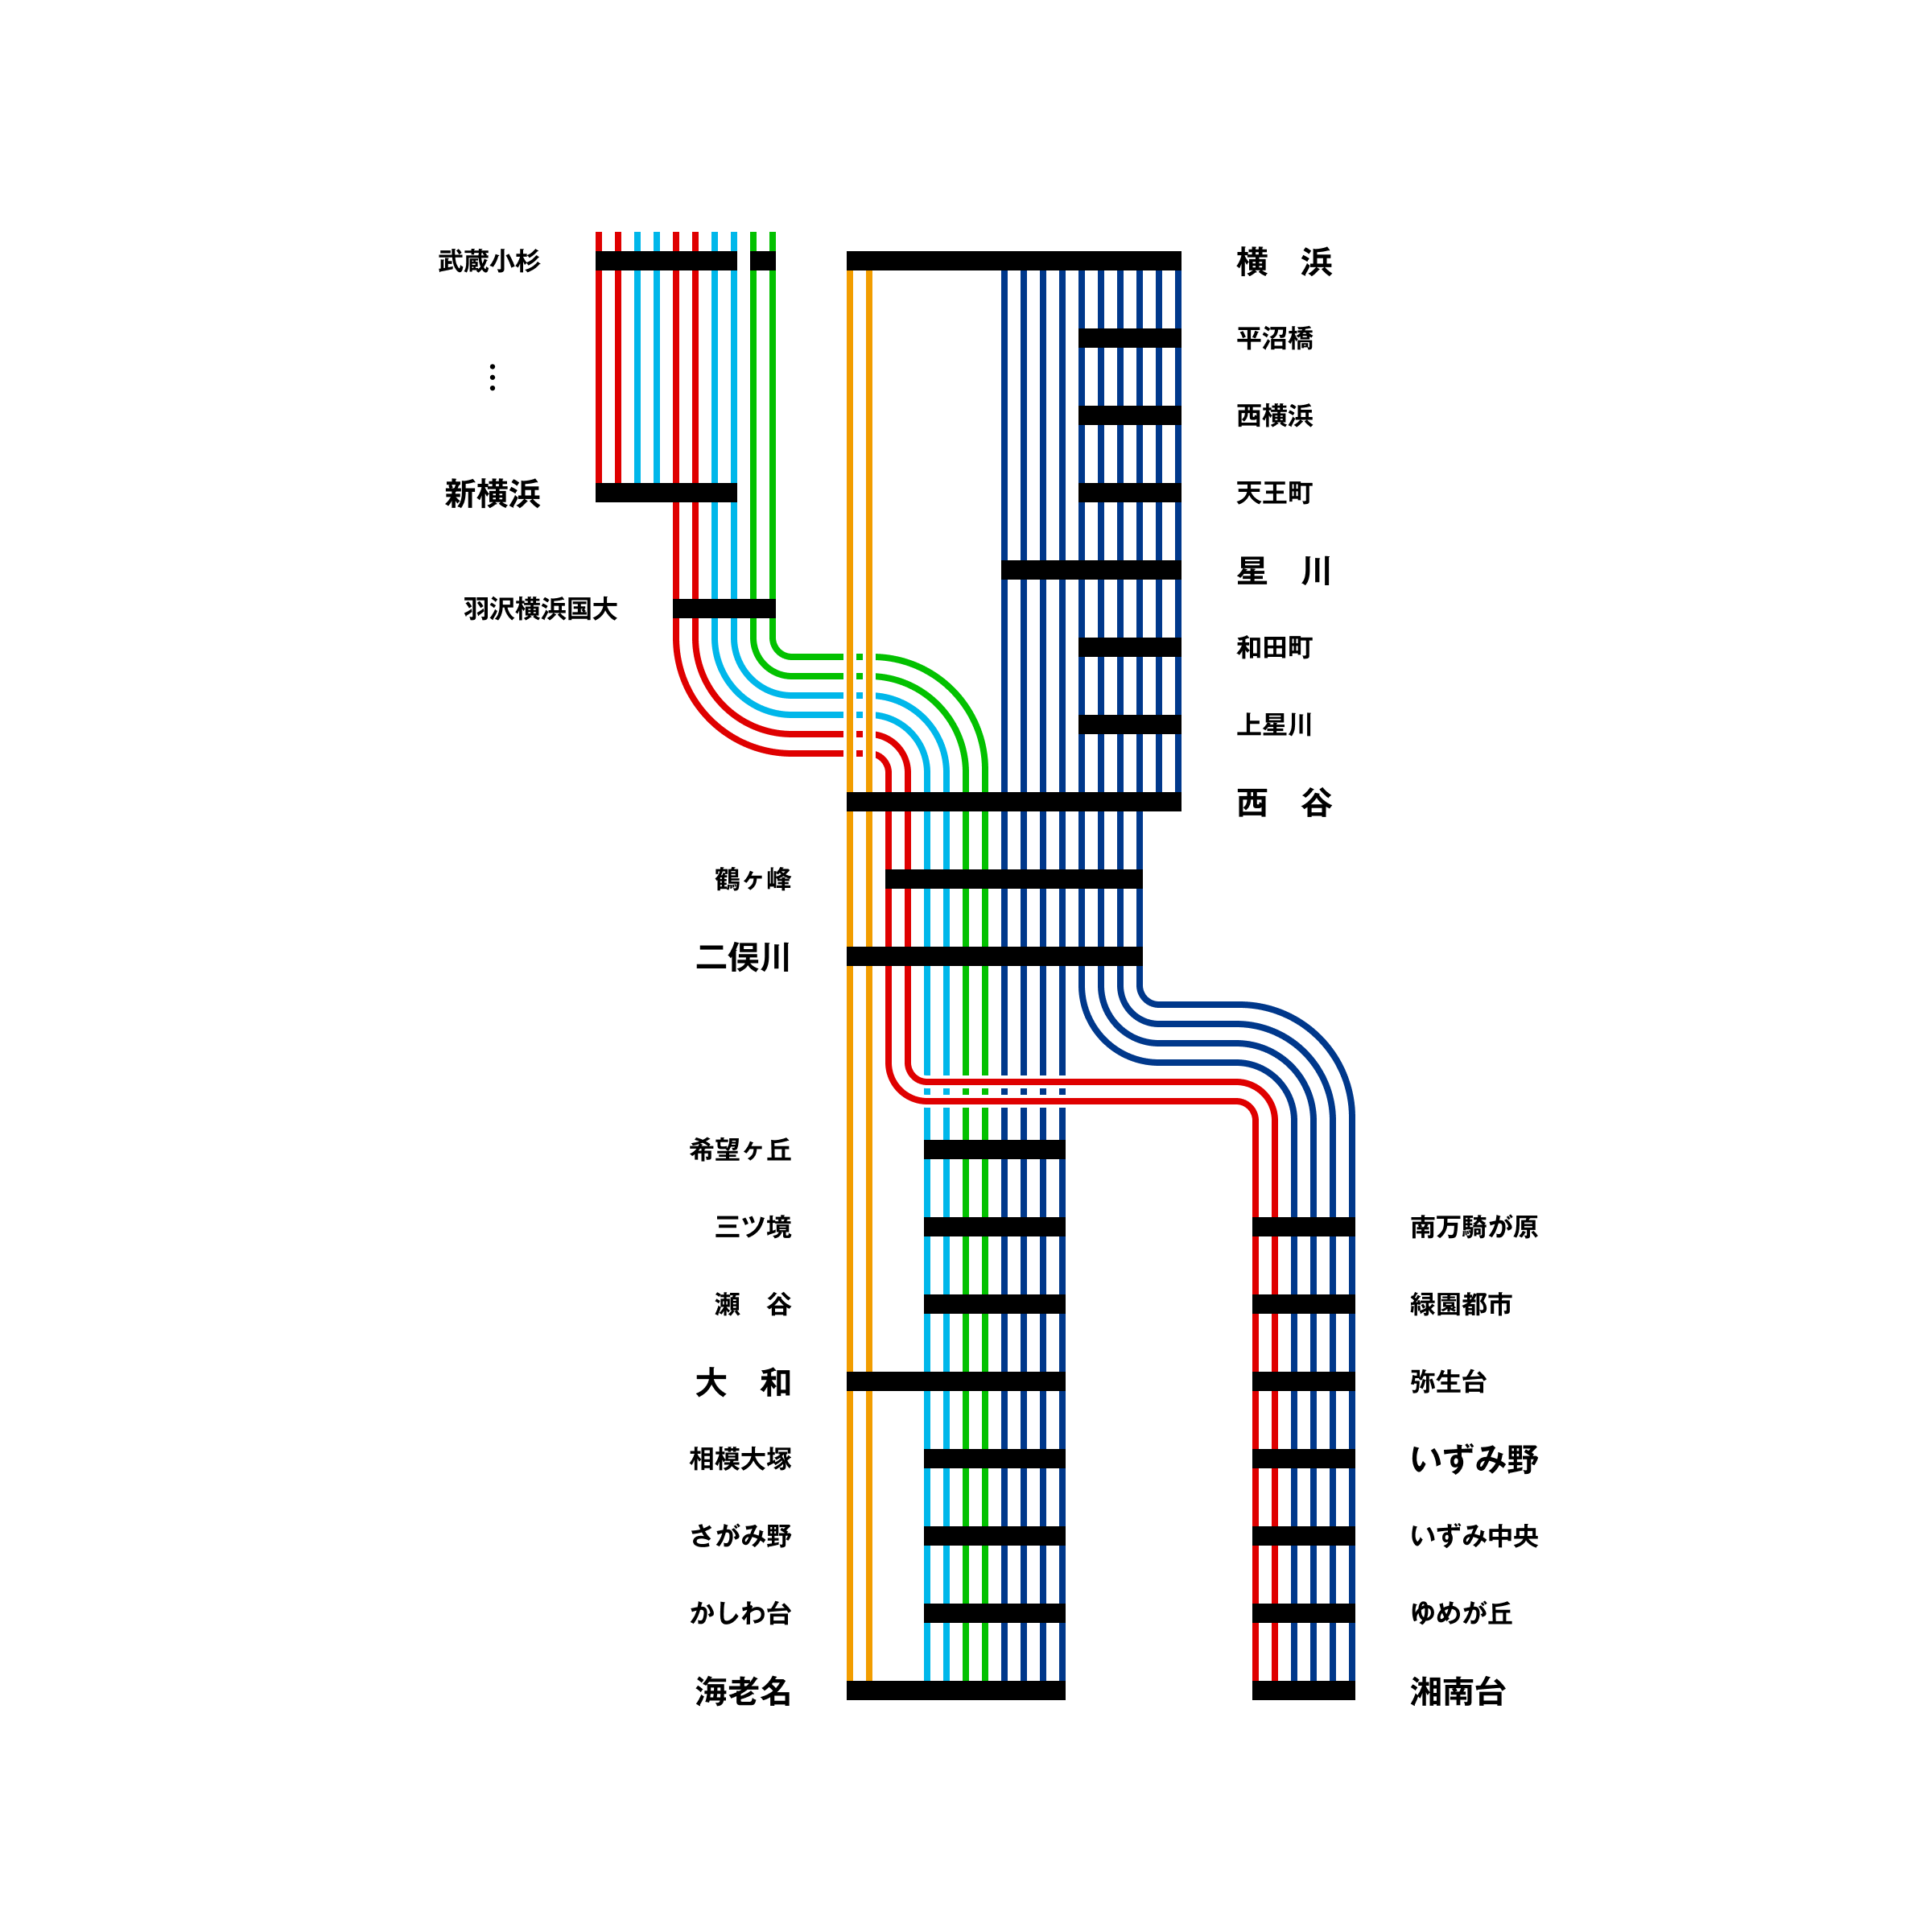 武蔵小杉
横　浜
平沼橋
⋮
西横浜
新横浜
天王町
星　川
羽沢横浜国大
和田町
上星川
西　谷
鶴ヶ峰
二俣川
希望ヶ丘
三ツ境
南万騎が原
瀬　谷
緑園都市
大　和
弥生台
相模大塚
いずみ野
さがみ野
いずみ中央
かしわ台
ゆめが丘
海老名
湘南台